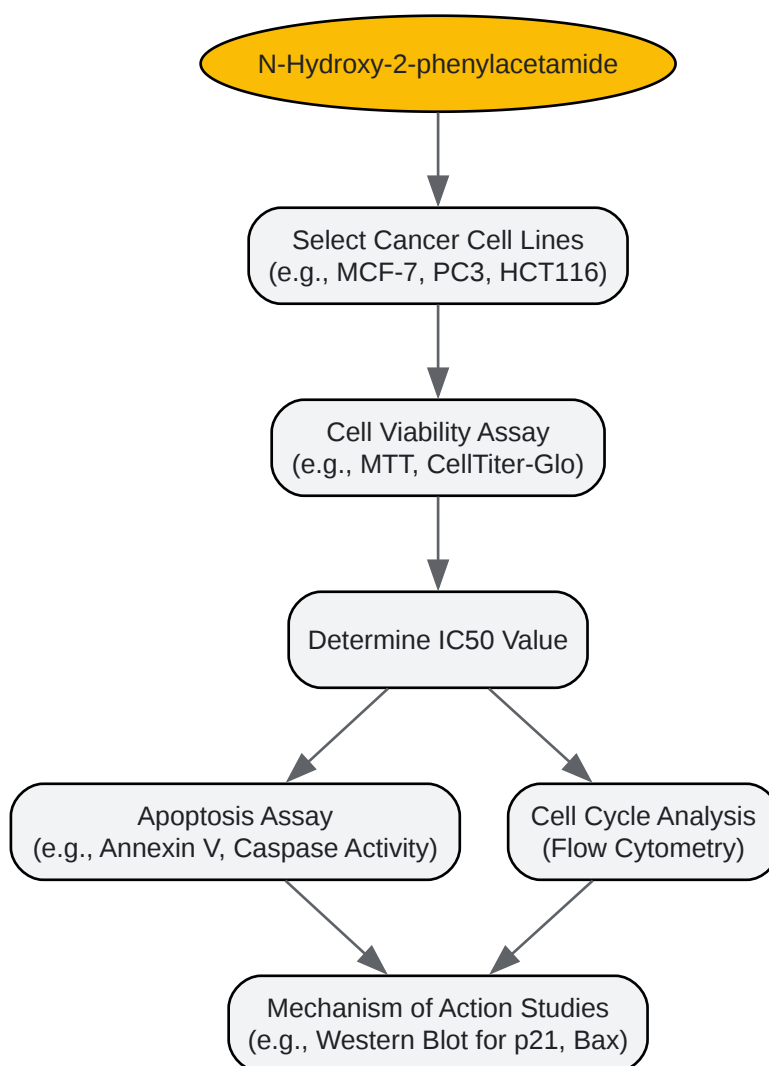 N-Hydroxy-2-phenylacetamide
Select Cancer Cell Lines
(e.g., MCF-7, PC3, HCT116)
Cell Viability Assay
(e.g., MTT, CellTiter-Glo)
Determine IC50 Value
Apoptosis Assay
(e.g., Annexin V, Caspase Activity)
Cell Cycle Analysis
(Flow Cytometry)
Mechanism of Action Studies
(e.g., Western Blot for p21, Bax)